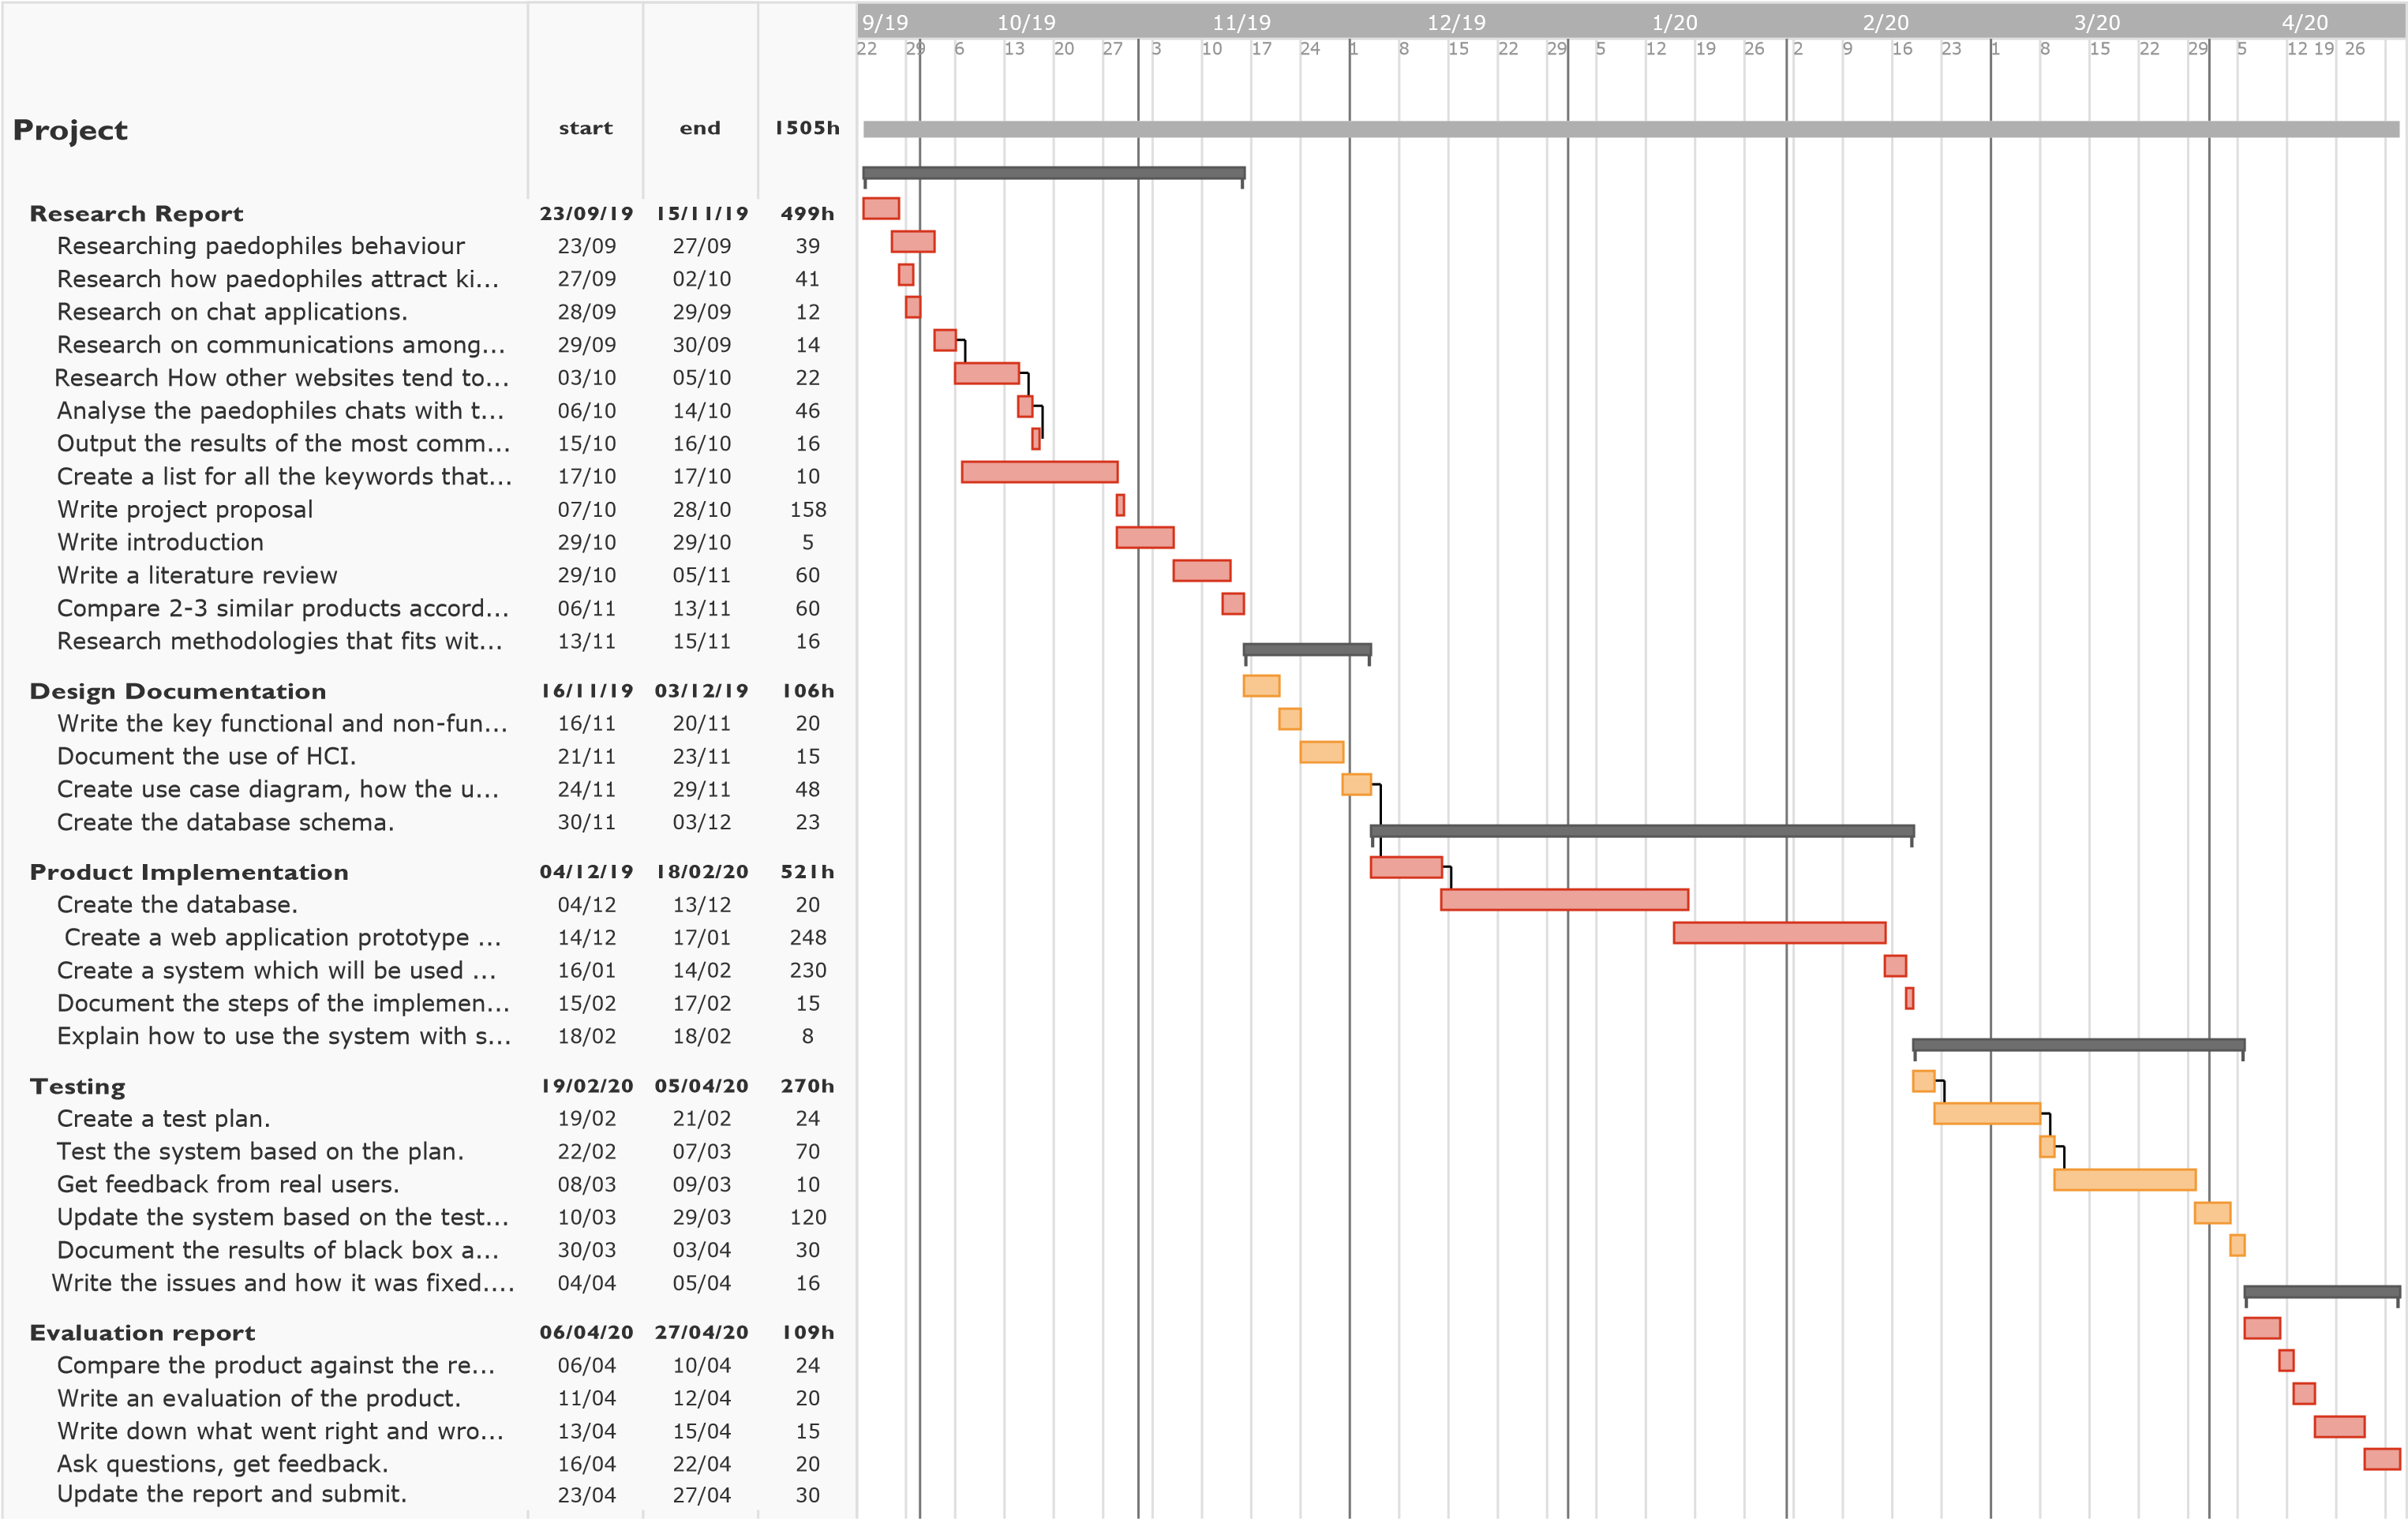 9/19 10/19 11/19 12/19 1/20 2/20 3/20 4/20
22 29 6 13 20 27 3 10 17 24 1 8 15 22 29 5 12 19 26 2 9 16 23 1 8 15 22 29 5 12 19 26
Project start end 1505h
Research Report 23/09/19 15/11/19 499h
Researching paedophiles behaviour 23/09 27/09 39
Research how paedophiles attract ki... 27/09 02/10 41
Research on chat applications. 28/09 29/09 12
Research on communications among... 29/09 30/09 14
Research How other websites tend to... 03/10 05/10 22
Analyse the paedophiles chats with t... 06/10 14/10 46
Output the results of the most comm... 15/10 16/10 16
Create a list for all the keywords that... 17/10 17/10 10
Write project proposal 07/10 28/10 158
Write introduction 29/10 29/10 5
Write a literature review 29/10 05/11 60
Compare 2-3 similar products accord... 06/11 13/11 60
Research methodologies that fits wit... 13/11 15/11 16
Design Documentation 16/11/19 03/12/19 106h
Write the key functional and non-fun... 16/11 20/11 20
Document the use of HCI. 21/11 23/11 15
Create use case diagram, how the u... 24/11 29/11 48
Create the database schema. 30/11 03/12 23
Product Implementation 04/12/19 18/02/20 521h
Create the database. 04/12 13/12 20
Create a web application prototype ... 14/12 17/01 248
Create a system which will be used ... 16/01 14/02 230
Document the steps of the implemen... 15/02 17/02 15
Explain how to use the system with s... 18/02 18/02 8
Testing 19/02/20 05/04/20 270h
Create a test plan. 19/02 21/02 24
Test the system based on the plan. 22/02 07/03 70
Get feedback from real users. 08/03 09/03 10
Update the system based on the test... 10/03 29/03 120
Document the results of black box a... 30/03 03/04 30
Write the issues and how it was fixed.... 04/04 05/04 16
Evaluation report 06/04/20 27/04/20 109h
Compare the product against the re... 06/04 10/04 24
Write an evaluation of the product. 11/04 12/04 20
Write down what went right and wro... 13/04 15/04 15
Ask questions, get feedback. 16/04 22/04 20
Update the report and submit. 23/04 27/04 30